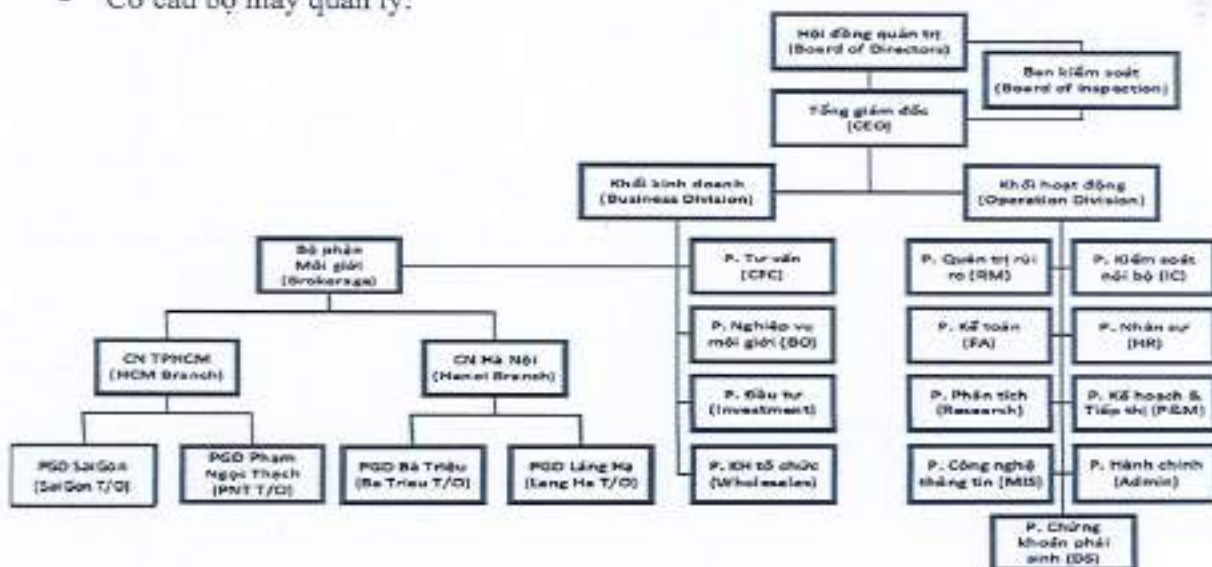 - Cơ cấu bộ máy quản lý:
Hội đồng quản trị
(Board of Directors)
Ban kiểm soát
(Board of Inspection)
Tổng giám đốc
(CEO)
Khối kinh doanh
(Business Division)
Khối hoạt động
(Operation Division)
Bộ phận
Môi giới
(Brokerage)
P. Tư vấn
(CFC)
P. Quản trị rủi
ro (RM)
P. Kiểm soát
nội bộ (IC)
P. Nghiệp vụ
môi giới (BO)
P. Kế toán
(FA)
P. Nhân sự
(HR)
CN TPHCM
(HCM Branch)
CN Hà Nội
(Hanoi Branch)
P. Đầu tư
(Investment)
P. Phân tích
(Research)
P. Kế hoạch &
Tiếp thị (P&M)
PGD SaiGon
(SaiGon T/O)
PGD Phạm
Ngọc Thạch
(PNT T/O)
PGD Bà Triệu
(Ba Trieu T/O)
PGD Láng Hạ
(Lang Ha T/O)
P. KH tổ chức
(Wholesales)
P. Công nghệ
thông tin (MIS)
P. Hành chính
(Admin)
P. Chứng
khoán phái
sinh (DS)